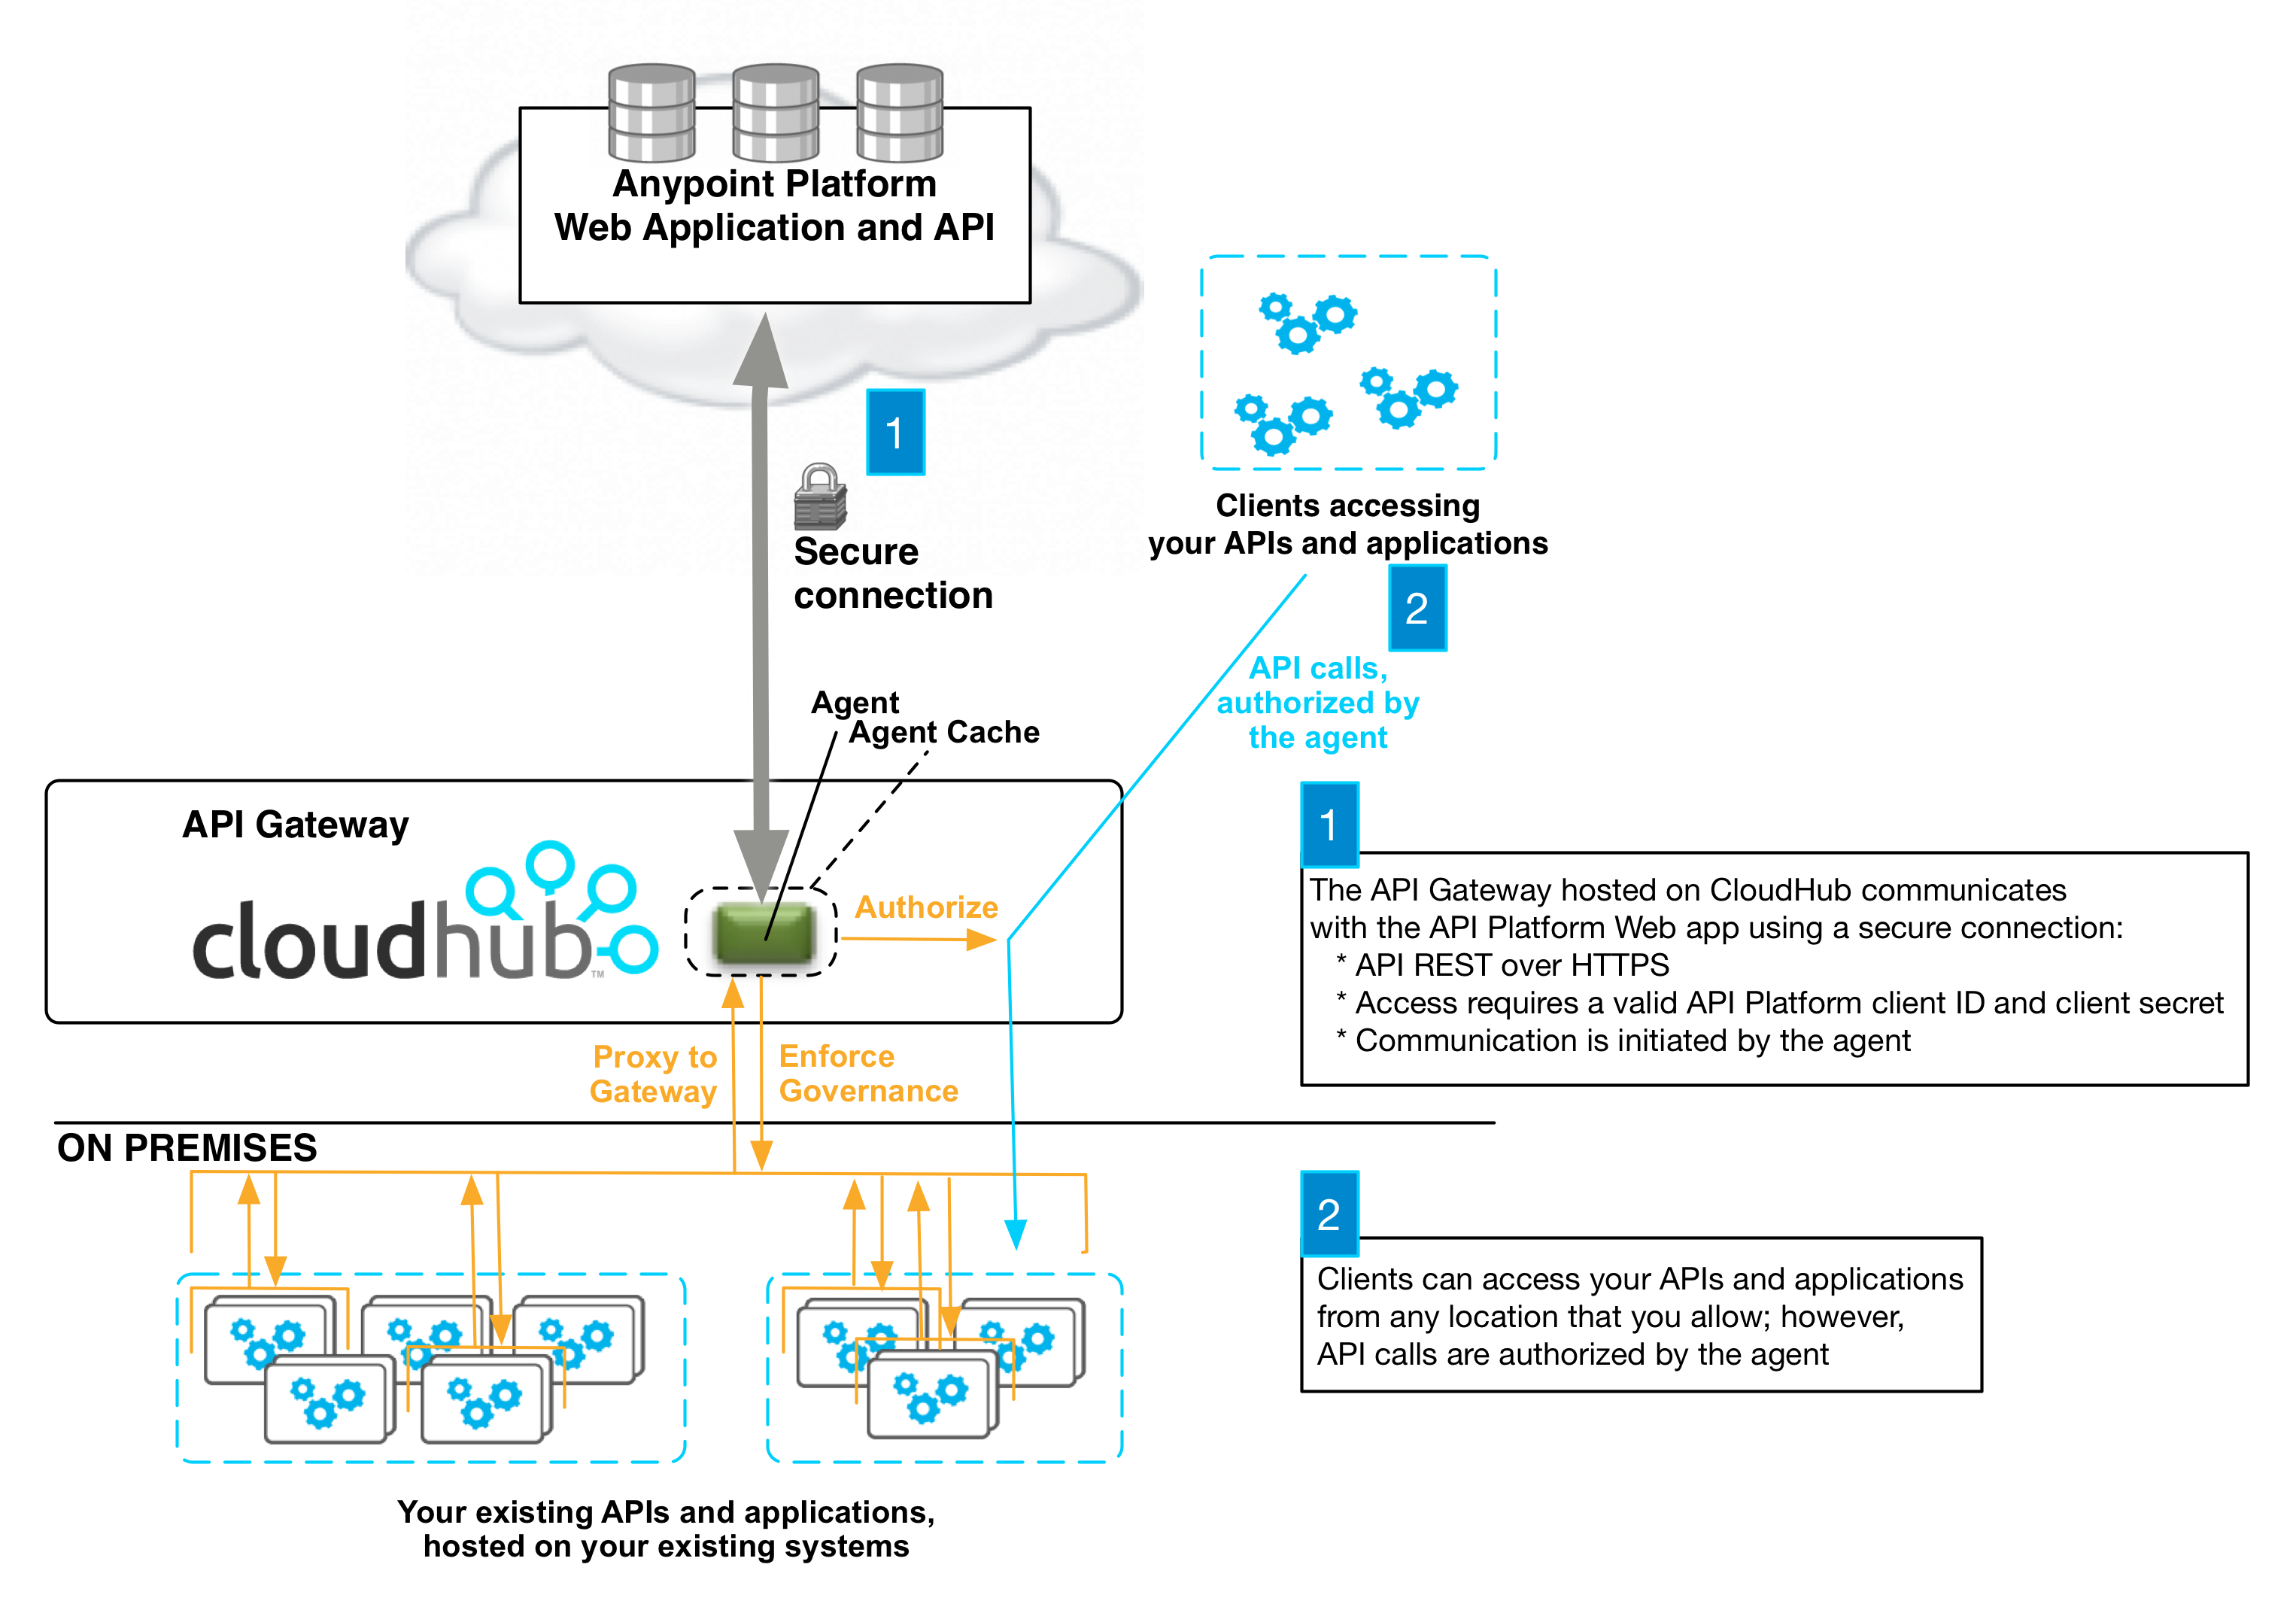 Anypoint Platform
Web Application and API
1
Secure
connection
Clients accessing
your APIs and applications
2
API calls,
authorized by
the agent
Agent
Agent Cache
API Gateway
cloudhub™
Authorize
1
The API Gateway hosted on CloudHub communicates
with the API Platform Web app using a secure connection:
* API REST over HTTPS
* Access requires a valid API Platform client ID and client secret
* Communication is initiated by the agent
Proxy to
Gateway
Enforce
Governance
ON PREMISES
2
Clients can access your APIs and applications
from any location that you allow; however,
API calls are authorized by the agent
Your existing APIs and applications,
hosted on your existing systems